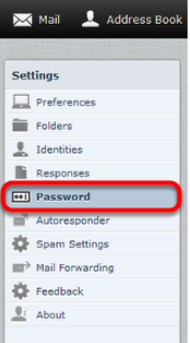 Mail Address Book
Settings
Preferences
Folders
Identities
Responses
Password
Autoresponder
Spam Settings
Mail Forwarding
Feedback
About